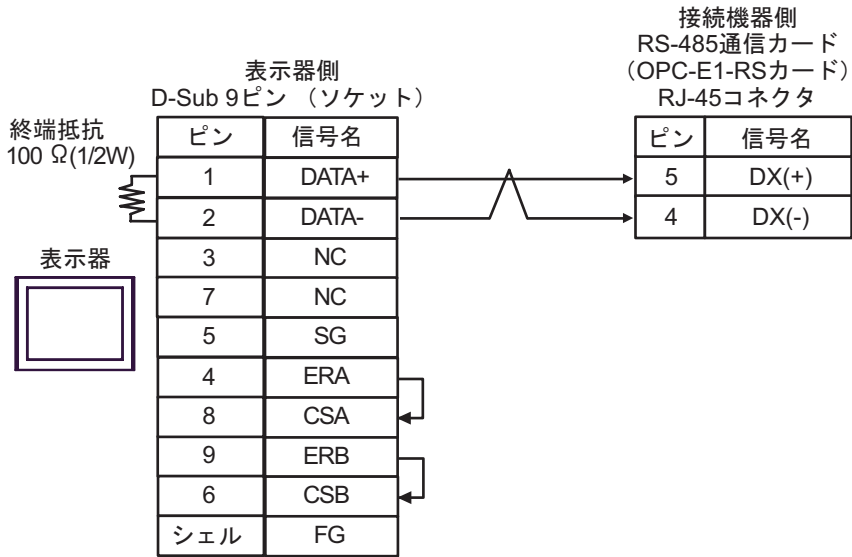 接続機器側
RS-485通信カード
（OPC-E1-RSカード）
RJ-45コネクタ
表示器側
D-Sub 9ピン （ソケット）
終端抵抗
100 Ω(1/2W)
表示器
ピン 信号名
1 DATA+
2 DATA-
3 NC
7 NC
5 SG
4 ERA
8 CSA
9 ERB
6 CSB
シェル FG
ピン 信号名
5 DX(+)
4 DX(-)